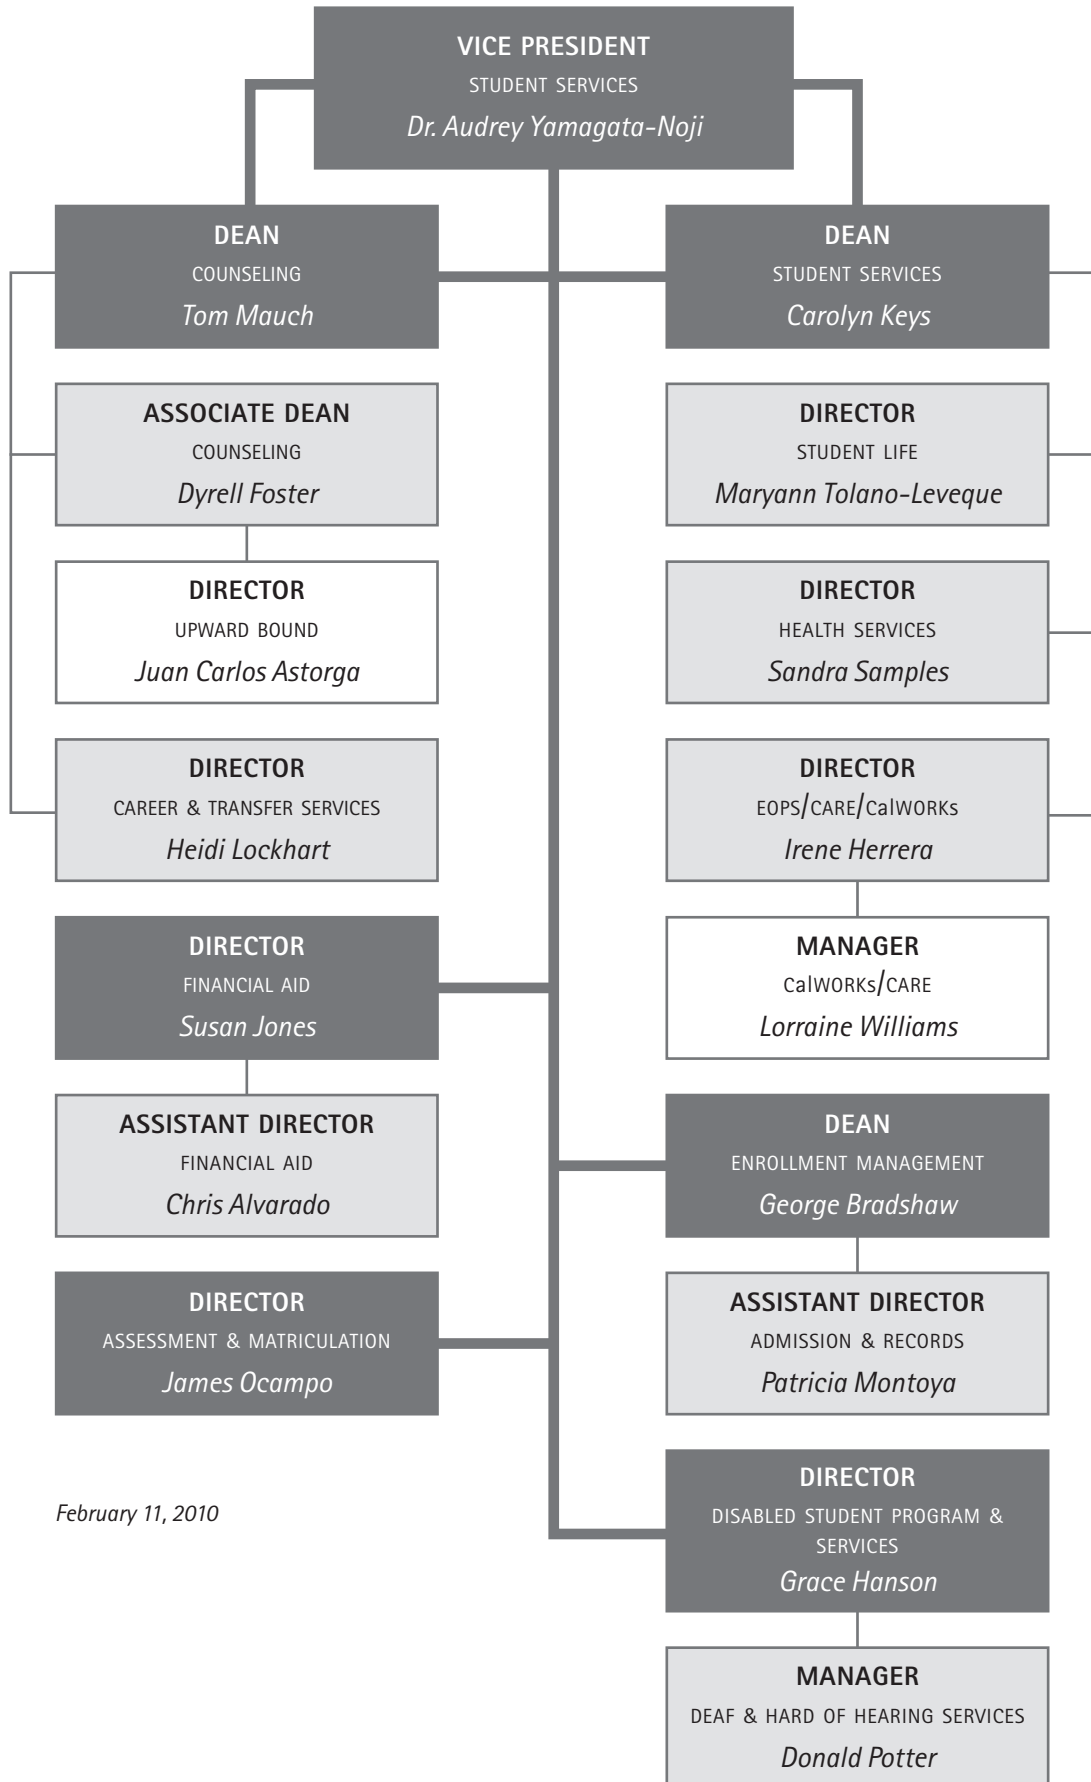 VICE PRESIDENT
STUDENT SERVICES
Dr. Audrey Yamagata-Noji
DEAN
COUNSELING
Tom Mauch
ASSOCIATE DEAN
COUNSELING
Dyrell Foster
DIRECTOR
UPWARD BOUND
Juan Carlos Astorga
DIRECTOR
CAREER & TRANSFER SERVICES
Heidi Lockhart
DIRECTOR
FINANCIAL AID
Susan Jones
ASSISTANT DIRECTOR
FINANCIAL AID
Chris Alvarado
DIRECTOR
ASSESSMENT & MATRICULATION
James Ocampo
February 11, 2010
DEAN
STUDENT SERVICES
Carolyn Keys
DIRECTOR
STUDENT LIFE
Maryann Tolano-Leveque
DIRECTOR
HEALTH SERVICES
Sandra Samples
DIRECTOR
EOPS/CARE/CalWORKs
Irene Herrera
MANAGER
CalWORKs/CARE
Lorraine Williams
DEAN
ENROLLMENT MANAGEMENT
George Bradshaw
ASSISTANT DIRECTOR
ADMISSION & RECORDS
Patricia Montoya
DIRECTOR
DISABLED STUDENT PROGRAM &
SERVICES
Grace Hanson
MANAGER
DEAF & HARD OF HEARING SERVICES
Donald Potter